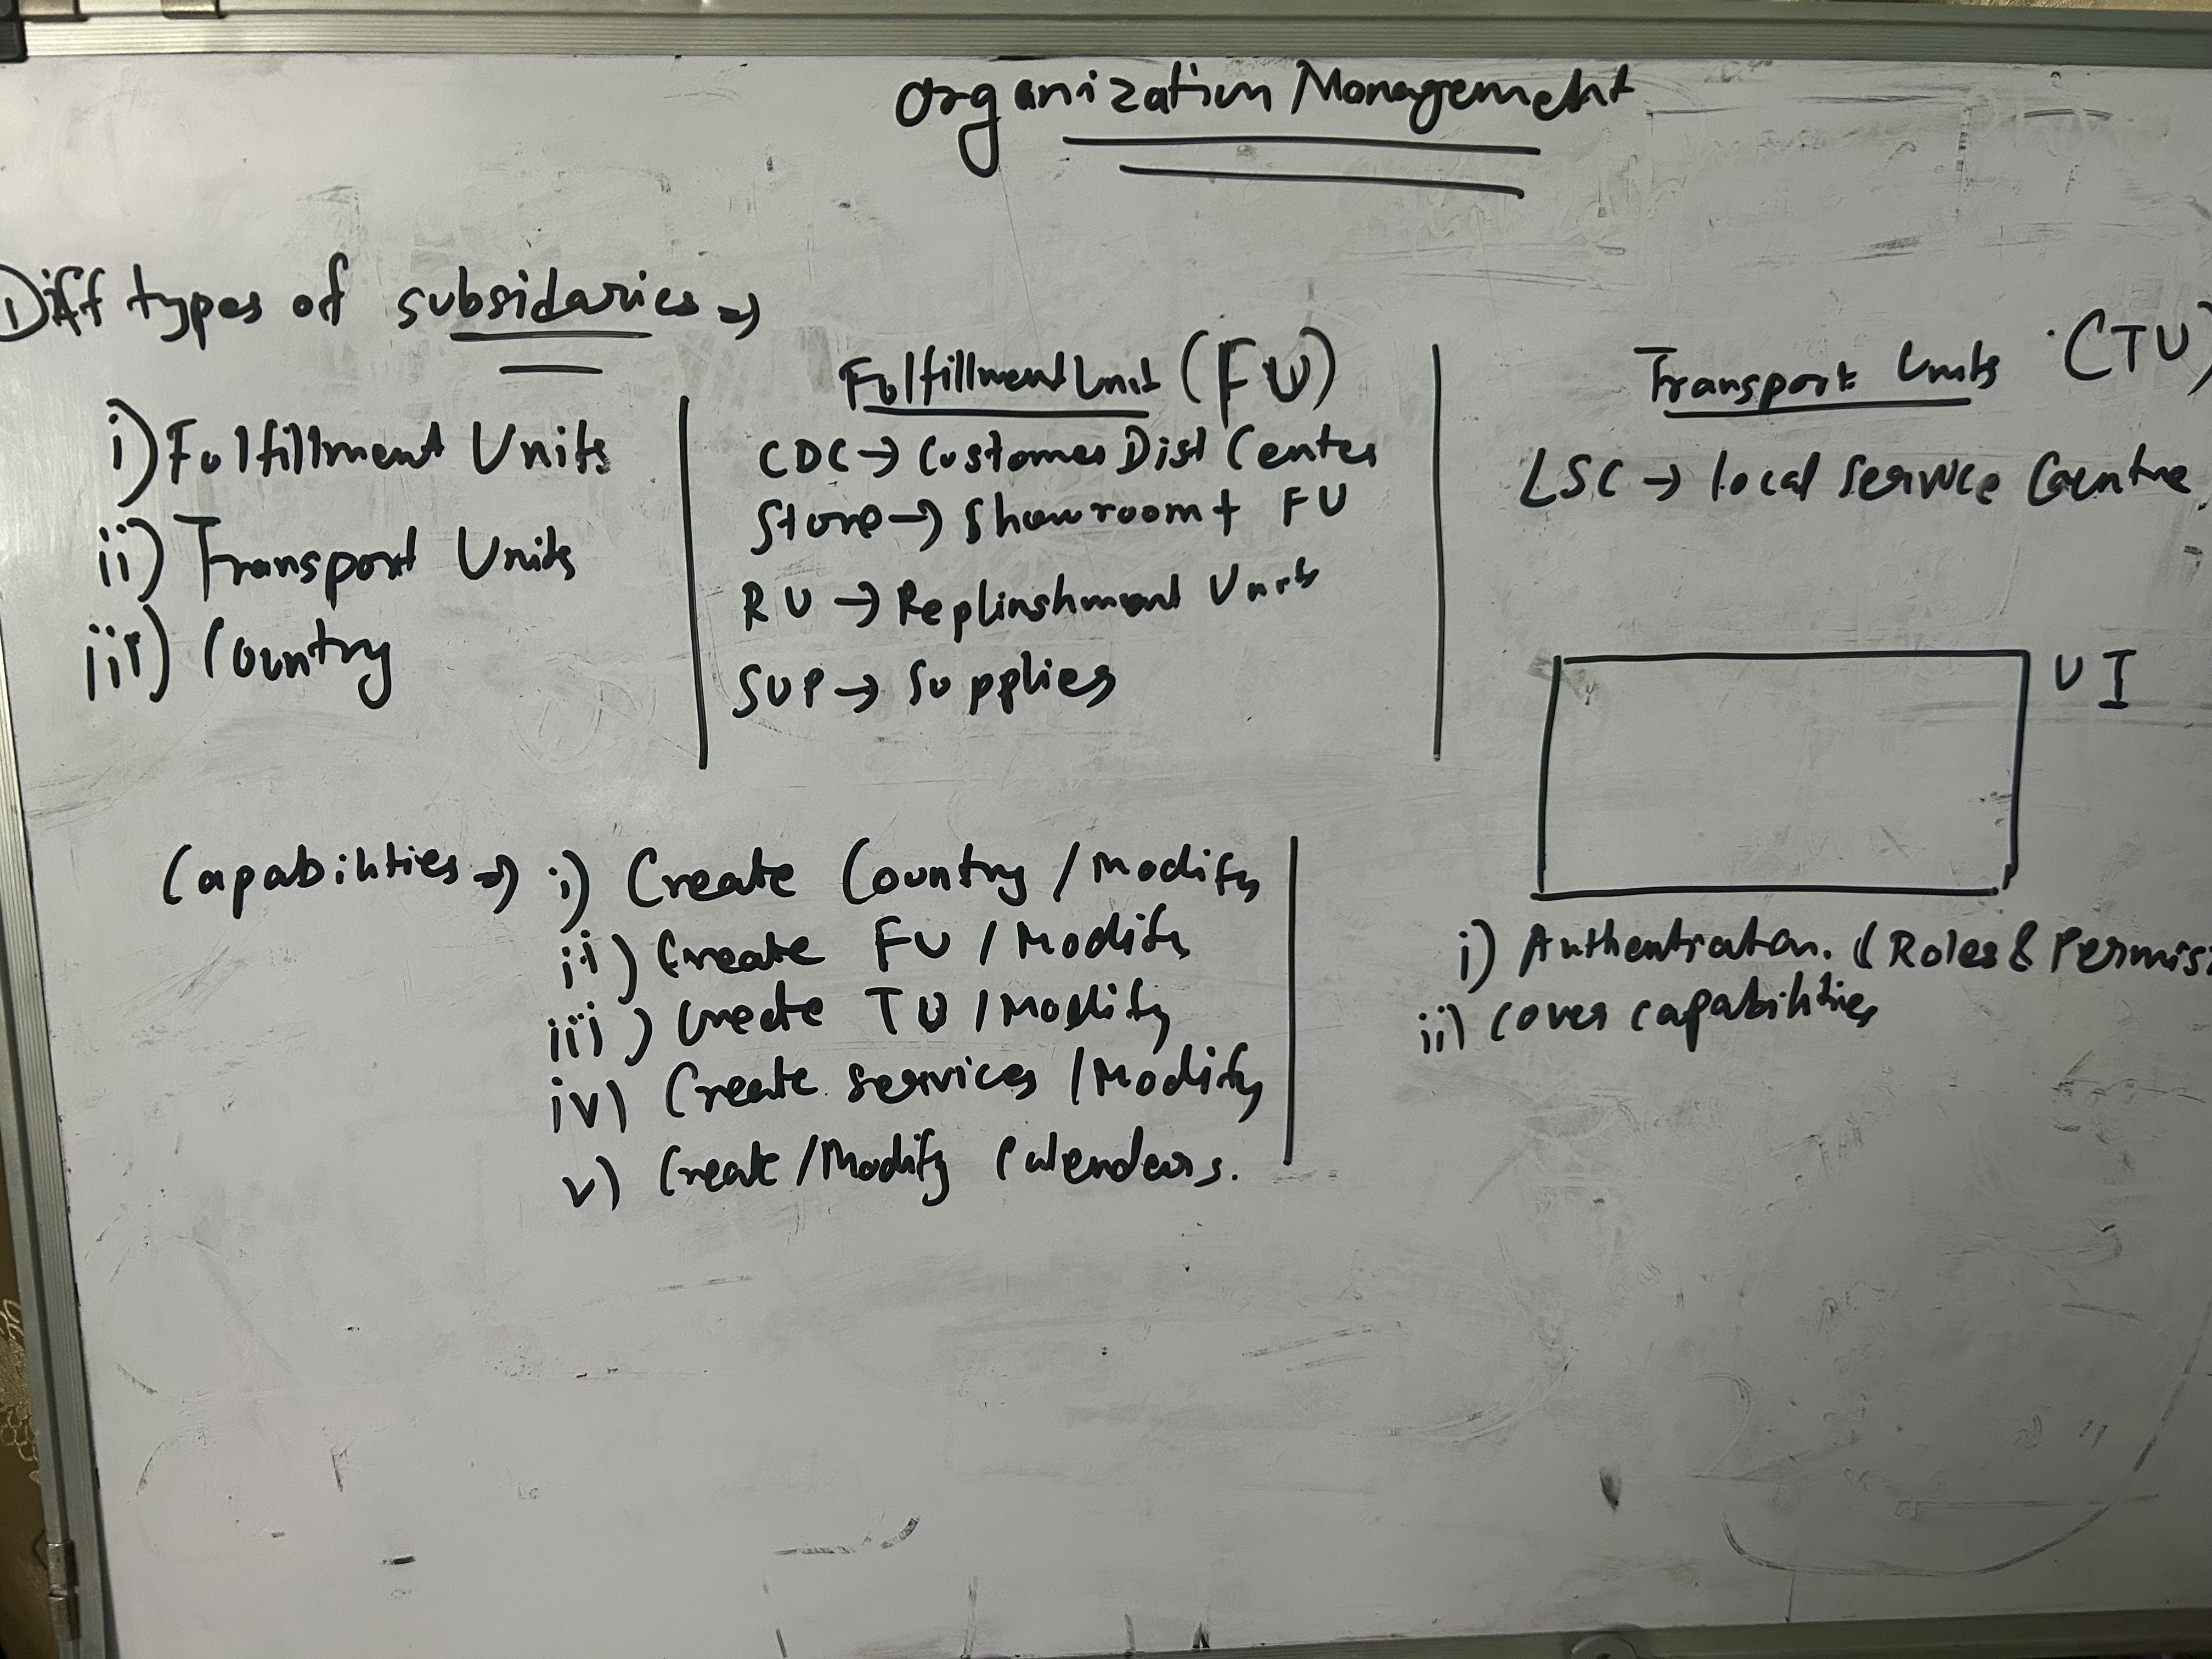 Organization Management
1) Diff types of subsidaries ⇒
i) Fulfillment Units
ii) Transport Units
iii) Country
Fulfillment Unit (FU)
CDC → Customer Dist Center
Store → Showroom + FU
RU → Replinshment Units
SUP → Supplies
Transport Units (TU)
LSC → Local Service Centre.
UI
Capabilities ⇒ i) Create Country / Modify
ii) Create FU / Modify
iii) Create TU / Modify
iv) Create services / Modify
v) Create / Modify Calenders.
i) Authentication. (Roles & Permiss
ii) cover capabilities